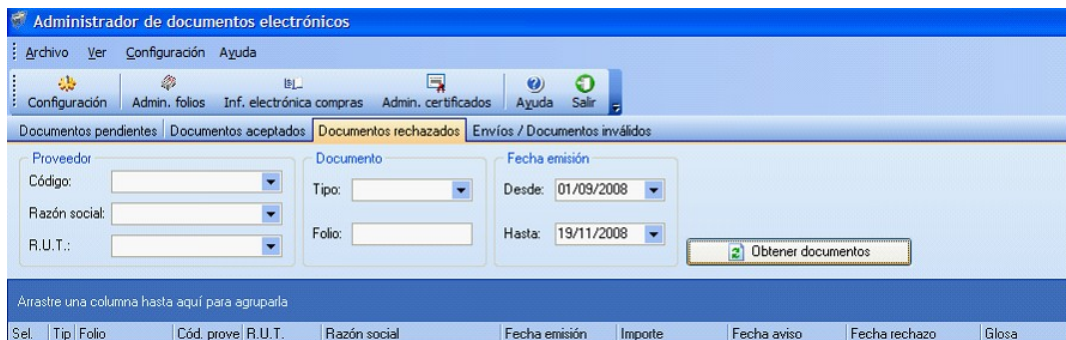 Administrador de documentos electrónicos
Archivo Ver Configuración Ayuda
Configuración Admin. folios Inf. electrónica compras Admin. certificados Ayuda Salir
Documentos pendientes Documentos aceptados Documentos rechazados Envíos / Documentos inválidos
Proveedor Documento Fecha emisión
Código: Tipo: Desde: 01/09/2008
Razón social: Folio: Hasta: 19/11/2008
R.U.T.: Obtener documentos
Arrastre una columna hasta aquí para agruparla
Sel. Tip Folio Cód. prove R.U.T. Razón social Fecha emisión Importe Fecha aviso Fecha rechazo Glosa